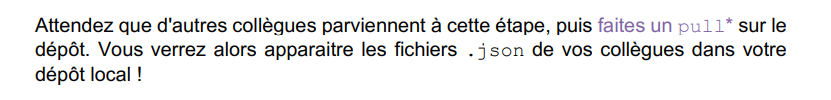 Attendez que d'autres collègues parviennent à cette étape, puis faites un pull* sur le
dépôt. Vous verrez alors apparaitre les fichiers .json de vos collègues dans votre
dépôt local !